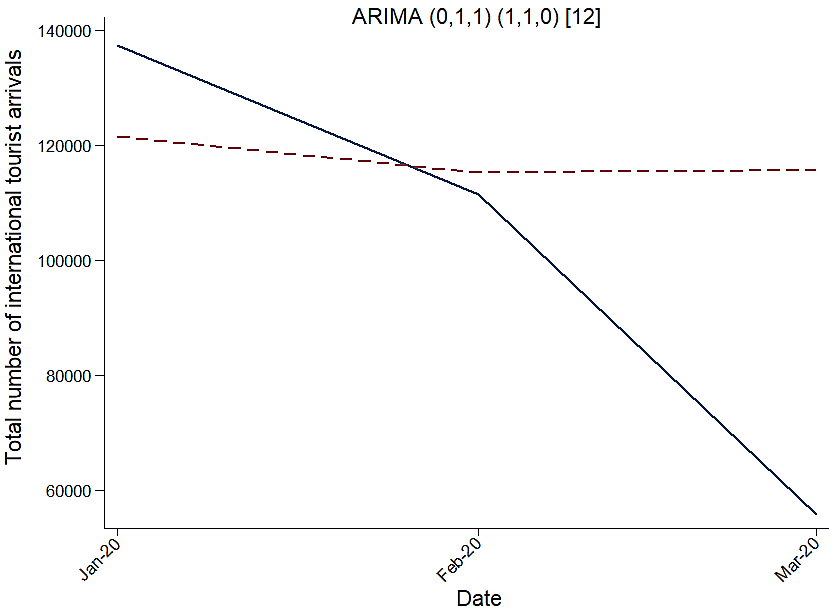 ARIMA (0,1,1) (1,1,0) [12]
Total number of international tourist arrivals
140000
120000
100000
80000
60000
Jan-20
Feb-20
Mar-20
Date